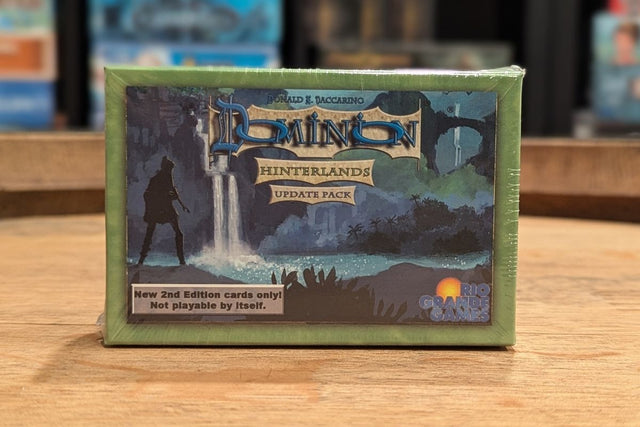 DONALD X. VACCARINO
DOMINION®
HINTERLANDS
UPDATE PACK
New 2nd Edition cards only!
Not playable by itself.
RIO
GRANDE
GAMES